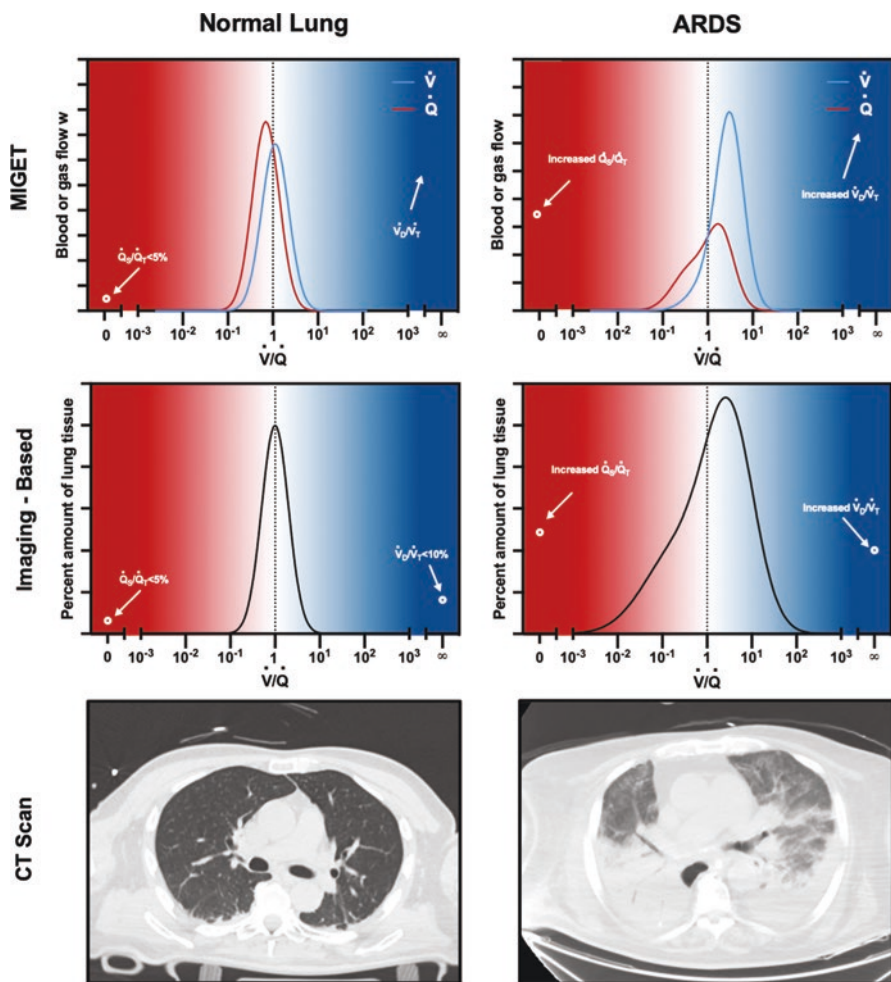 Normal Lung
ARDS
MIGET
Blood or gas flow w
V̇
Q̇
Q̇S/Q̇T<5%
V̇D/V̇T
0 10⁻³ 10⁻² 10⁻¹ 1 10¹ 10² 10³ ∞
V̇/Q̇
Blood or gas flow w
V̇
Q̇
Increased Q̇S/Q̇T
Increased V̇D/V̇T
0 10⁻³ 10⁻² 10⁻¹ 1 10¹ 10² 10³ ∞
V̇/Q̇
Imaging - Based
Percent amount of lung tissue
Q̇S/Q̇T<5%
V̇D/V̇T<10%
0 10⁻³ 10⁻² 10⁻¹ 1 10¹ 10² 10³ ∞
V̇/Q̇
Percent amount of lung tissue
Increased Q̇S/Q̇T
Increased V̇D/V̇T
0 10⁻³ 10⁻² 10⁻¹ 1 10¹ 10² 10³ ∞
V̇/Q̇
CT Scan